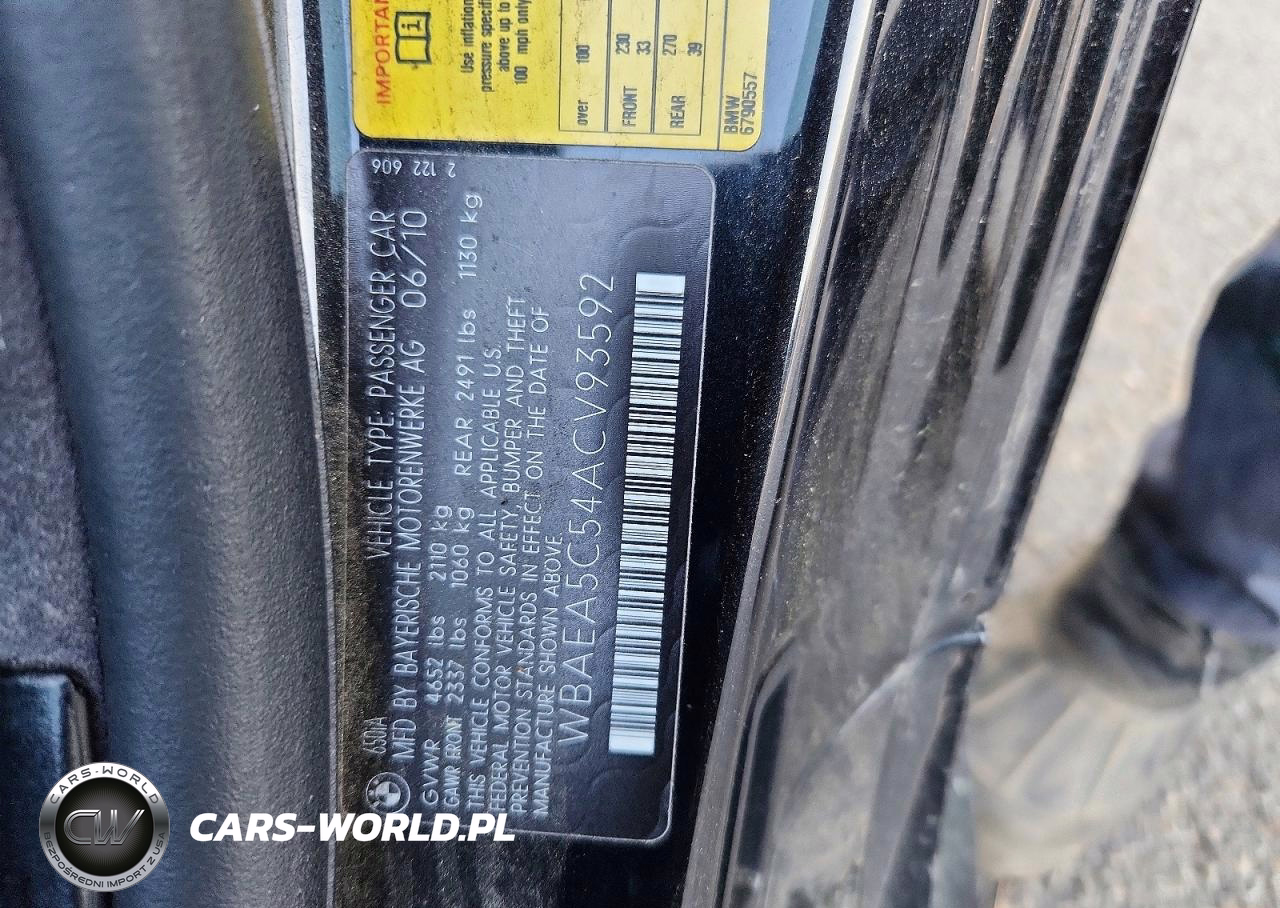 IMPORTAN
Use inflation
pressure specifi
above up to
100 mph only
over 100
FRONT 230
33
REAR 270
39
BMW
6790557
2 122 606
650iA VEHICLE TYPE: PASSENGER CAR
MFD BY BAYERISCHE MOTORENWERKE AG 06/10
GVWR 4652 lbs 2110 kg
GAWR FRONT 2337 lbs 1060 kg REAR 2491 lbs 1130 kg
THIS VEHICLE CONFORMS TO ALL APPLICABLE U.S.
FEDERAL MOTOR VEHICLE SAFETY, BUMPER AND THEFT
PREVENTION STANDARDS IN EFFECT ON THE DATE OF
MANUFACTURE SHOWN ABOVE.
WBAEA5C54ACV93592
CARS-WORLD
CW
BEZPOŚREDNI IMPORT Z USA
CARS-WORLD.PL